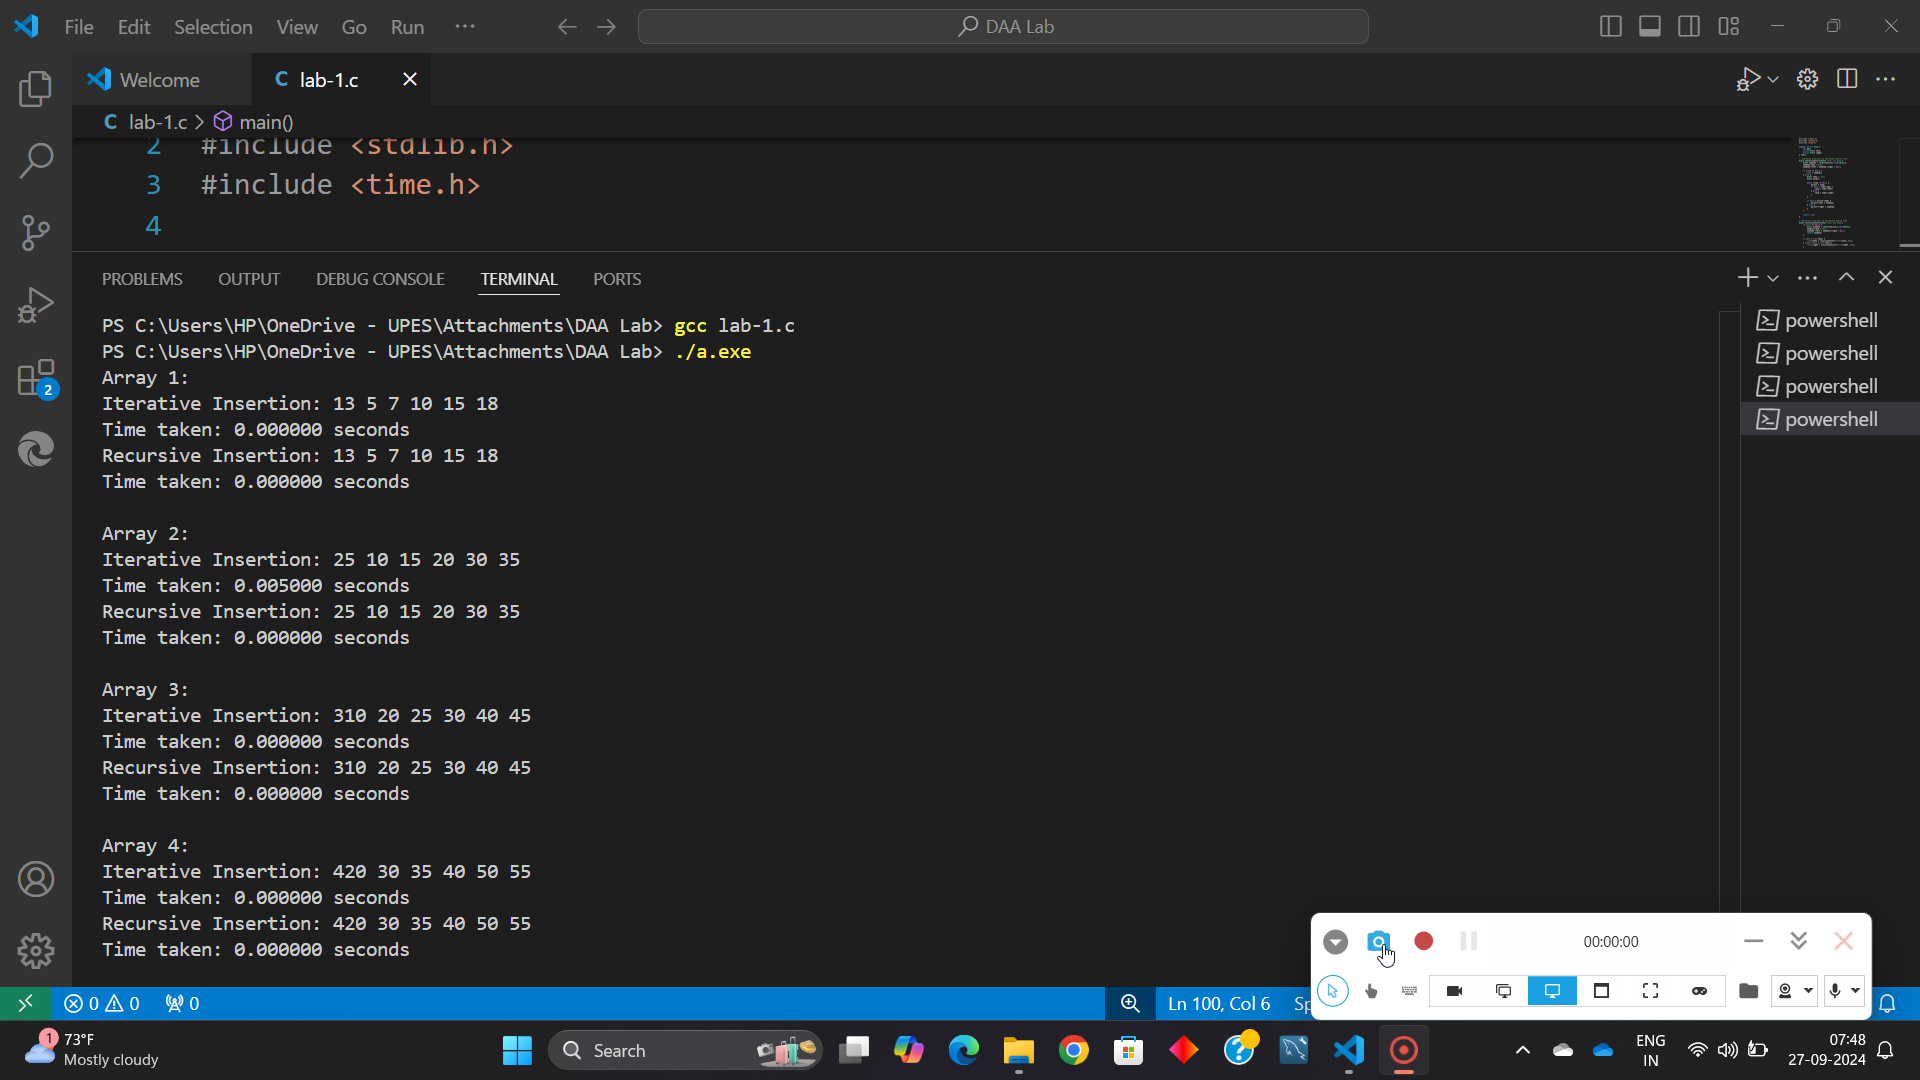 File Edit Selection View Go Run ···
DAA Lab
Welcome
C lab-1.c
C lab-1.c > main()
2 #include <stdlib.h>
3 #include <time.h>
4
PROBLEMS OUTPUT DEBUG CONSOLE TERMINAL PORTS
PS C:\Users\HP\OneDrive - UPES\Attachments\DAA Lab> gcc lab-1.c
PS C:\Users\HP\OneDrive - UPES\Attachments\DAA Lab> ./a.exe
Array 1:
Iterative Insertion: 13 5 7 10 15 18
Time taken: 0.000000 seconds
Recursive Insertion: 13 5 7 10 15 18
Time taken: 0.000000 seconds
Array 2:
Iterative Insertion: 25 10 15 20 30 35
Time taken: 0.005000 seconds
Recursive Insertion: 25 10 15 20 30 35
Time taken: 0.000000 seconds
Array 3:
Iterative Insertion: 310 20 25 30 40 45
Time taken: 0.000000 seconds
Recursive Insertion: 310 20 25 30 40 45
Time taken: 0.000000 seconds
Array 4:
Iterative Insertion: 420 30 35 40 50 55
Time taken: 0.000000 seconds
Recursive Insertion: 420 30 35 40 50 55
Time taken: 0.000000 seconds
powershell
powershell
powershell
powershell
2
00:00:00
0 0 0
Ln 100, Col 6 Sp
1
73°F
Mostly cloudy
Search
ENG
IN
07:48
27-09-2024